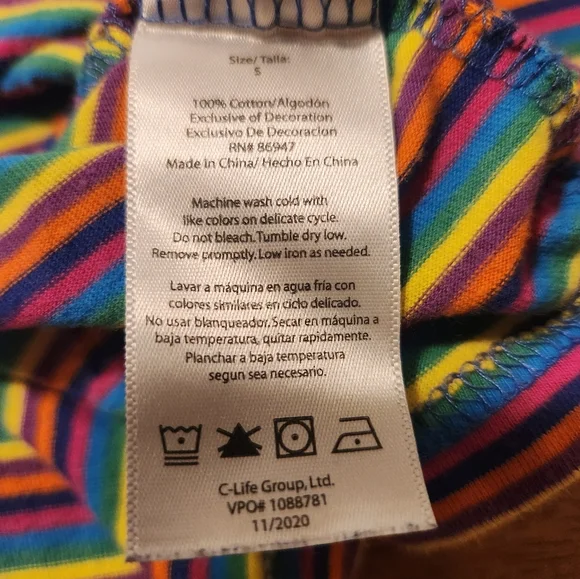 Size/Talla:
S
100% Cotton/Algodón
Exclusive of Decoration
Exclusivo De Decoracion
RN# 86947
Made In China/ Hecho En China
Machine wash cold with
like colors on delicate cycle.
Do not bleach. Tumble dry low.
Remove promptly. Low iron as needed.
Lavar a máquina en agua fría con
colores similares en ciclo delicado.
No usar blanqueador. Secar en máquina a
baja temperatura, quitar rapidamente.
Planchar a baja temperatura
segun sea necesario.
C-Life Group, Ltd.
VPO# 1088781
11/2020